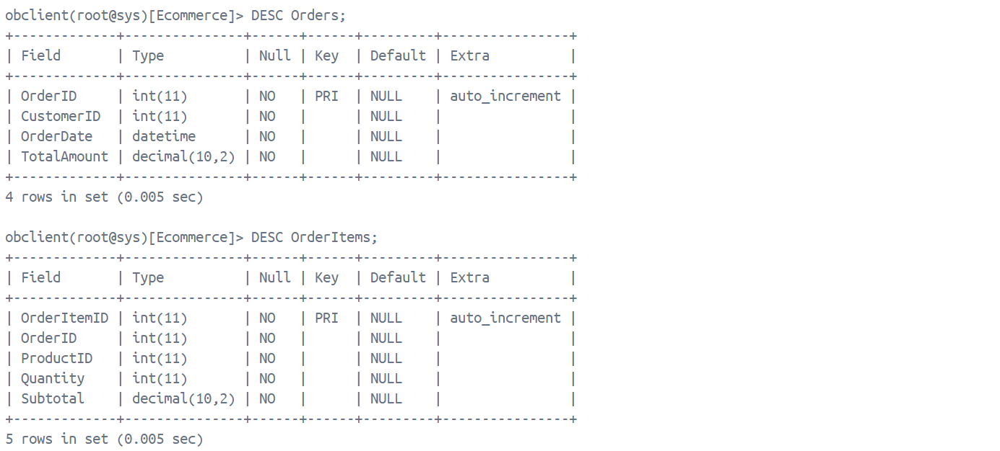 obclient(root@sys)[Ecommerce]> DESC Orders;
+-------------+---------------+------+------+---------+----------------+
| Field       | Type          | Null | Key  | Default | Extra          |
+-------------+---------------+------+------+---------+----------------+
| OrderID     | int(11)       | NO   | PRI  | NULL    | auto_increment |
| CustomerID  | int(11)       | NO   |      | NULL    |                |
| OrderDate   | datetime      | NO   |      | NULL    |                |
| TotalAmount | decimal(10,2) | NO   |      | NULL    |                |
+-------------+---------------+------+------+---------+----------------+
4 rows in set (0.005 sec)

obclient(root@sys)[Ecommerce]> DESC OrderItems;
+-------------+---------------+------+------+---------+----------------+
| Field       | Type          | Null | Key  | Default | Extra          |
+-------------+---------------+------+------+---------+----------------+
| OrderItemID | int(11)       | NO   | PRI  | NULL    | auto_increment |
| OrderID     | int(11)       | NO   |      | NULL    |                |
| ProductID   | int(11)       | NO   |      | NULL    |                |
| Quantity    | int(11)       | NO   |      | NULL    |                |
| Subtotal    | decimal(10,2) | NO   |      | NULL    |                |
+-------------+---------------+------+------+---------+----------------+
5 rows in set (0.005 sec)